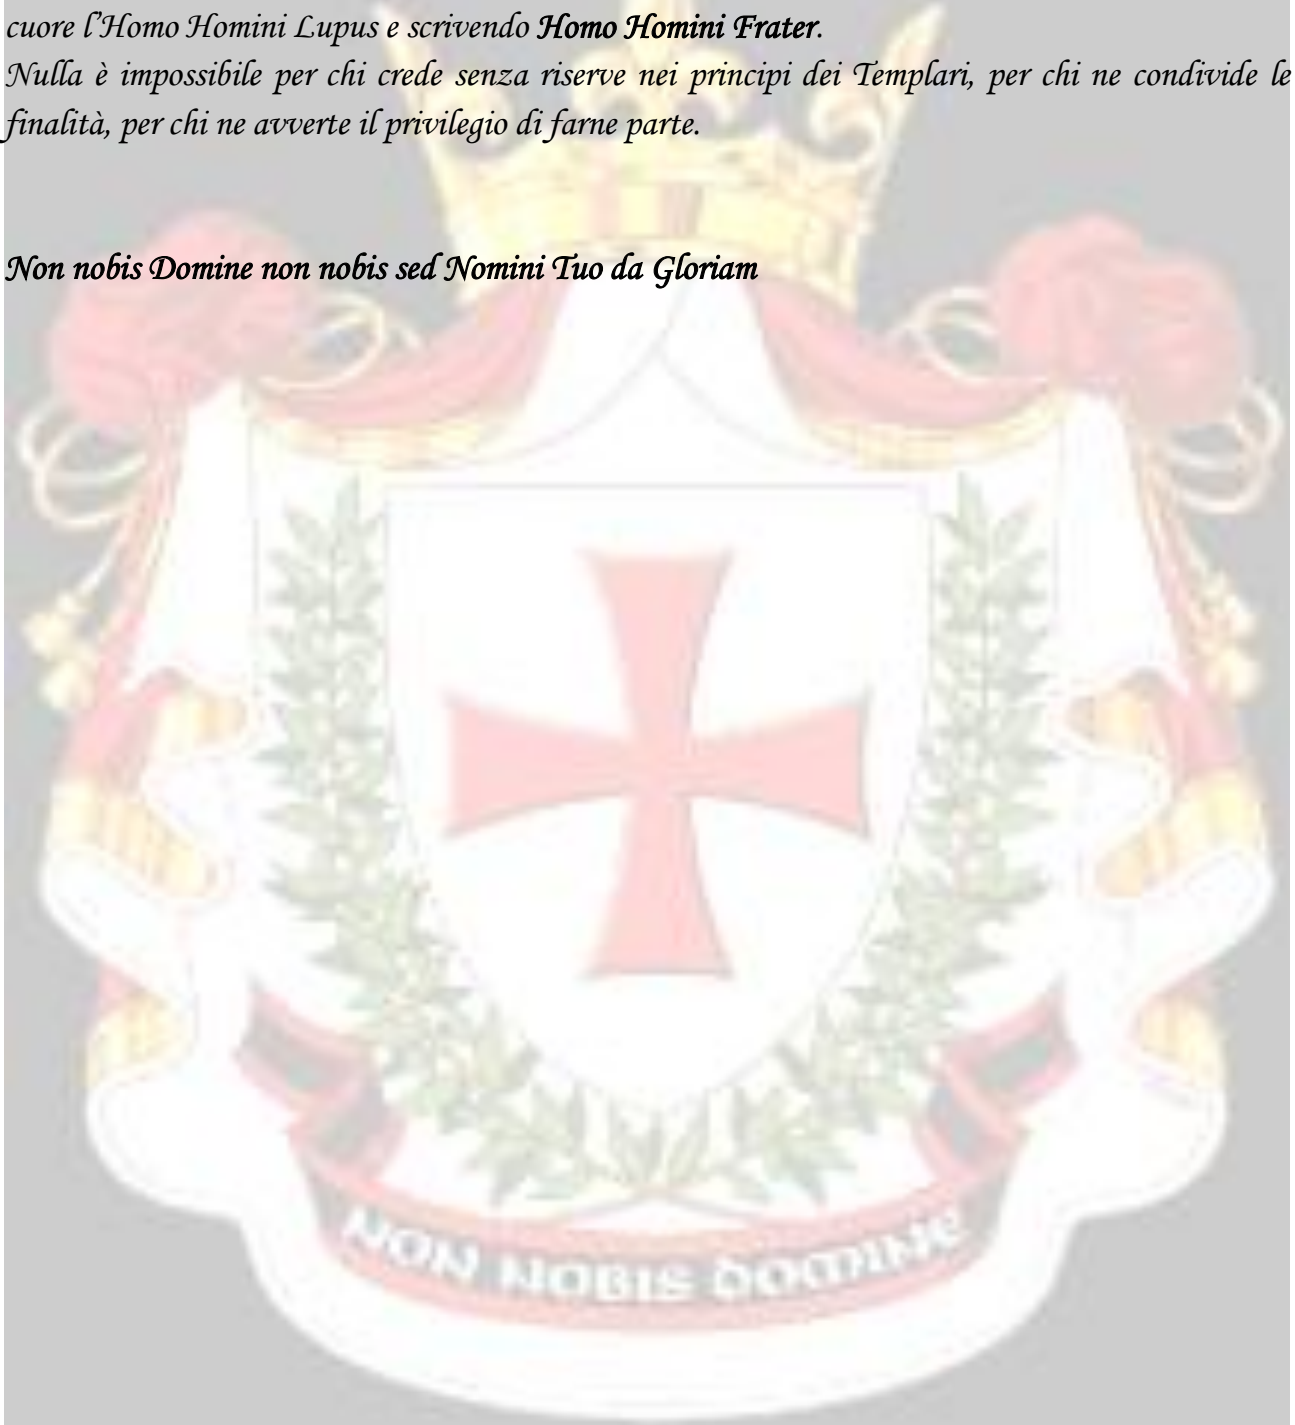 cuore l'Homo Homini Lupus e scrivendo Homo Homini Frater.
Nulla è impossibile per chi crede senza riserve nei principi dei Templari, per chi ne condivide le
finalità, per chi ne avverte il privilegio di farne parte.
Non nobis Domine non nobis sed Nomini Tuo da Gloriam
NON NOBIS DOMINE